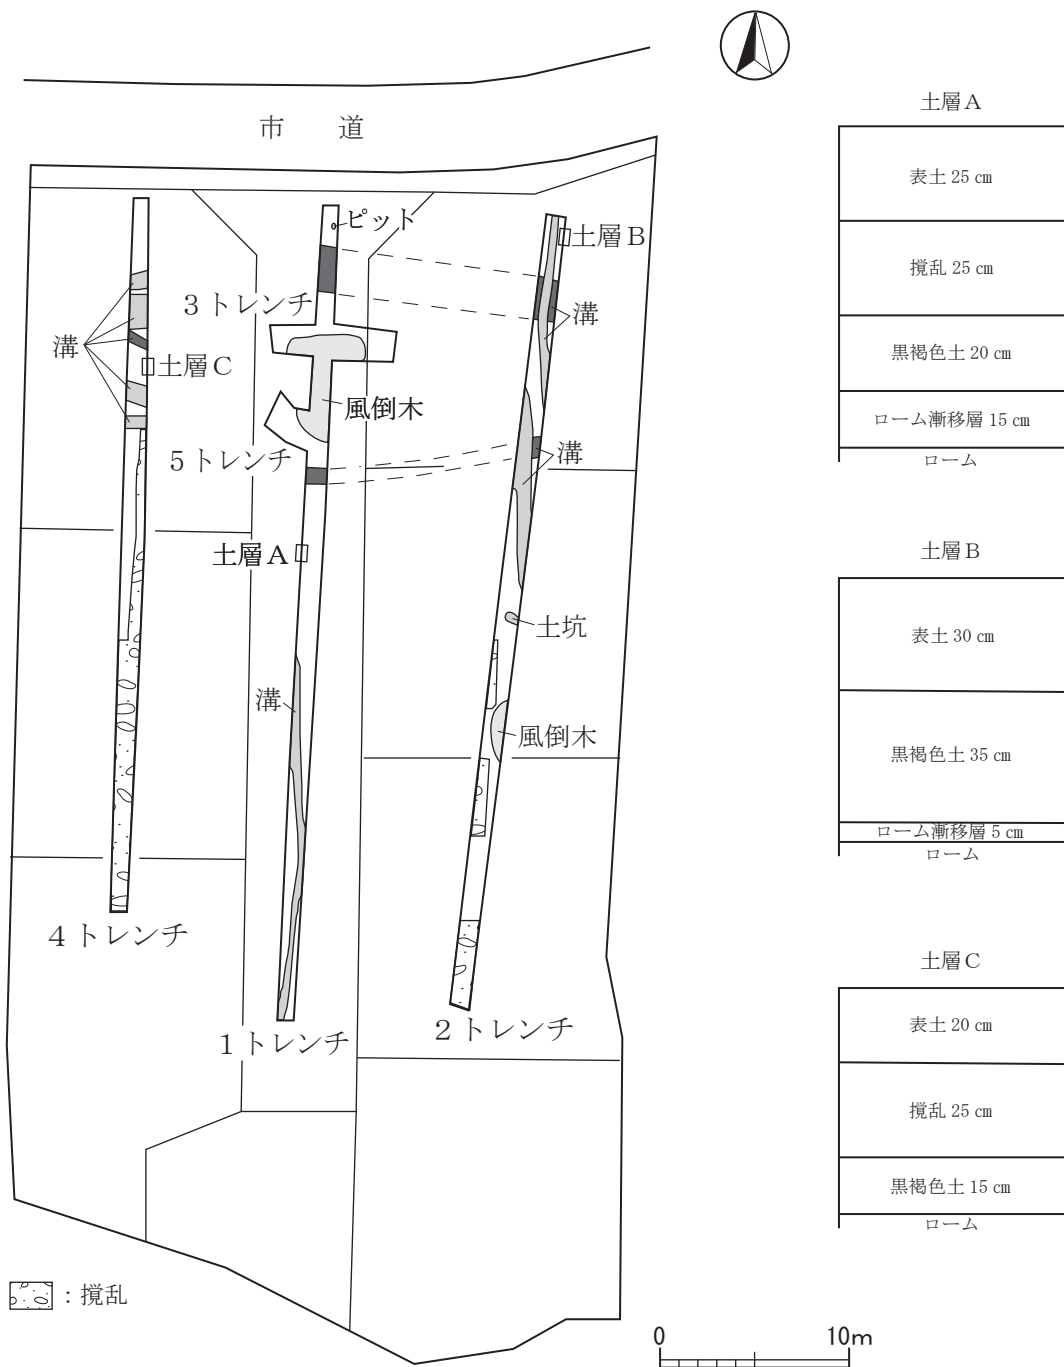 市 道
ピット
土層B
3トレンチ
溝
溝
土層C
風倒木
5トレンチ
溝
土層A
土坑
溝
風倒木
4トレンチ
1トレンチ
2トレンチ
:攪乱
0 10m
土層A
表土 25 ㎝
攪乱 25 ㎝
黒褐色土 20 ㎝
ローム漸移層 15 ㎝
ローム
土層B
表土 30 ㎝
黒褐色土 35 ㎝
ローム漸移層 5 ㎝
ローム
土層C
表土 20 ㎝
攪乱 25 ㎝
黒褐色土 15 ㎝
ローム